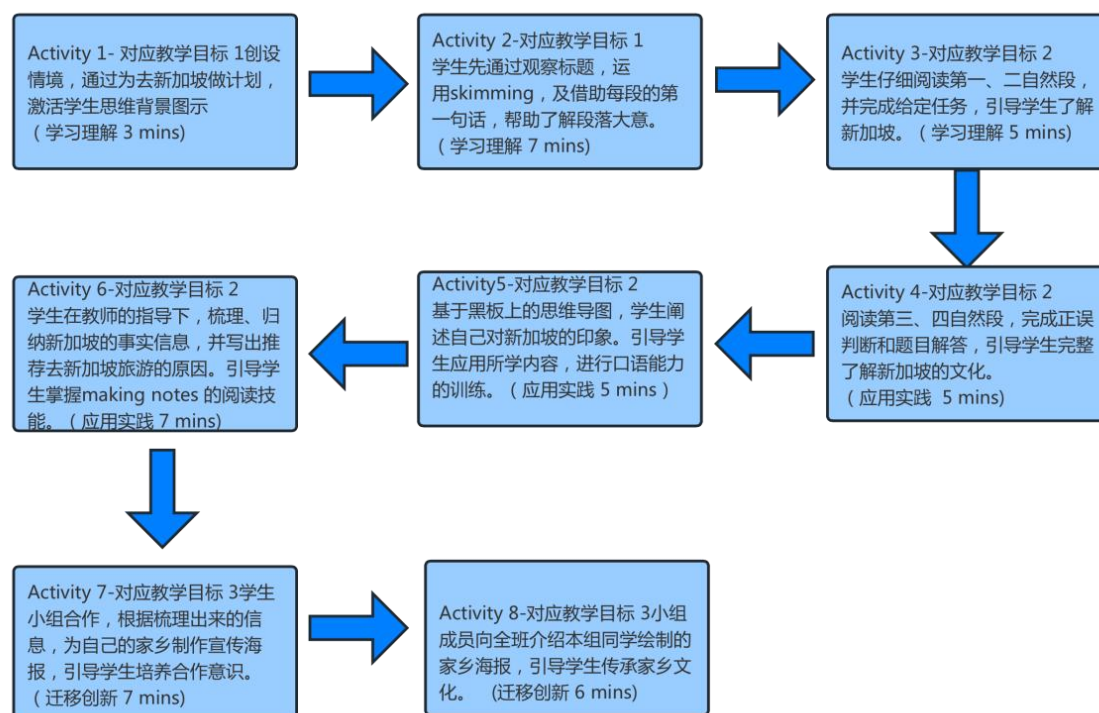 Activity 1- 对应教学目标 1创设
情境，通过为去新加坡做计划，
激活学生思维背景图示
（ 学习理解 3 mins)
Activity 2-对应教学目标 1
学生先通过观察标题，运
用skimming，及借助每段的第
一句话，帮助了解段落大意。
（ 学习理解 7 mins)
Activity 3-对应教学目标 2
学生仔细阅读第一、二自然段，
并完成给定任务，引导学生了解
新加坡。（ 学习理解 5 mins)
Activity 4-对应教学目标 2
阅读第三、四自然段，完成正误
判断和题目解答，引导学生完整
了解新加坡的文化。
（ 应用实践 5 mins)
Activity5-对应教学目标 2
基于黑板上的思维导图，学生阐
述自己对新加坡的印象。引导学
生应用所学内容，进行口语能力
的训练。（ 应用实践 5 mins ）
Activity 6-对应教学目标 2
学生在教师的指导下，梳理、归
纳新加坡的事实信息，并写出推
荐去新加坡旅游的原因。引导学
生掌握making notes 的阅读技
能。（ 应用实践 7 mins)
Activity 7-对应教学目标 3学生
小组合作，根据梳理出来的信
息，为自己的家乡制作宣传海
报，引导学生培养合作意识。
（ 迁移创新 7 mins)
Activity 8-对应教学目标 3小组
成员向全班介绍本组同学绘制的
家乡海报，引导学生传承家乡文
化。 (迁移创新 6 mins)